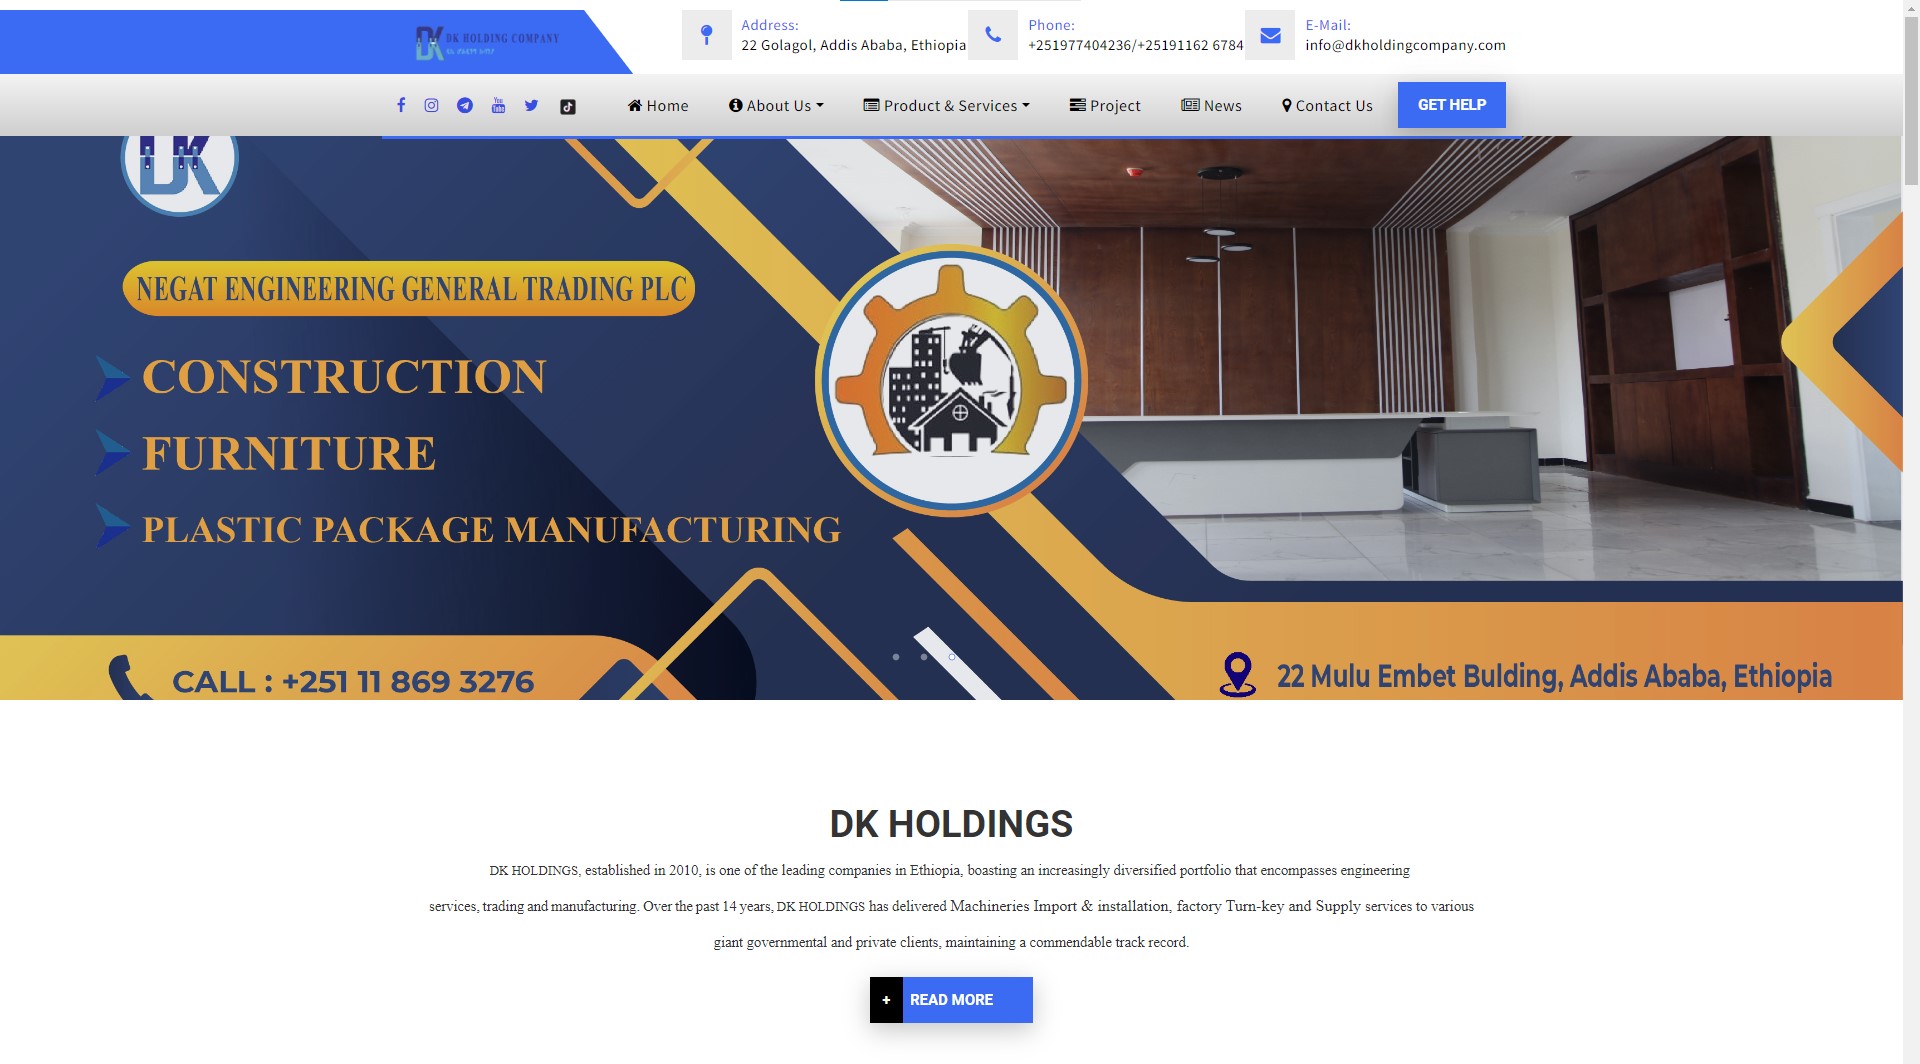 DK HOLDING COMPANY
Address:
22 Golagol, Addis Ababa, Ethiopia
Phone:
+251977404236/+25191162 6784
E-Mail:
info@dkholdingcompany.com
Home
About Us
Product & Services
Project
News
Contact Us
GET HELP
DK
NEGAT ENGINEERING GENERAL TRADING PLC
CONSTRUCTION
FURNITURE
PLASTIC PACKAGE MANUFACTURING
CALL : +251 11 869 3276
22 Mulu Embet Bulding, Addis Ababa, Ethiopia
DK HOLDINGS
DK HOLDINGS, established in 2010, is one of the leading companies in Ethiopia, boasting an increasingly diversified portfolio that encompasses engineering
services, trading and manufacturing. Over the past 14 years, DK HOLDINGS has delivered Machineries Import & installation, factory Turn-key and Supply services to various
giant governmental and private clients, maintaining a commendable track record.
+ READ MORE